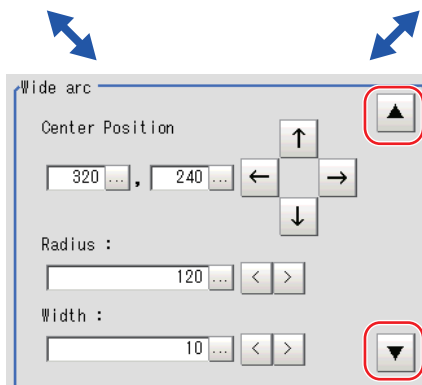 Wide arc
Center Position
320 ... , 240 ...
Radius :
120 ... < >
Width :
10 ... < >